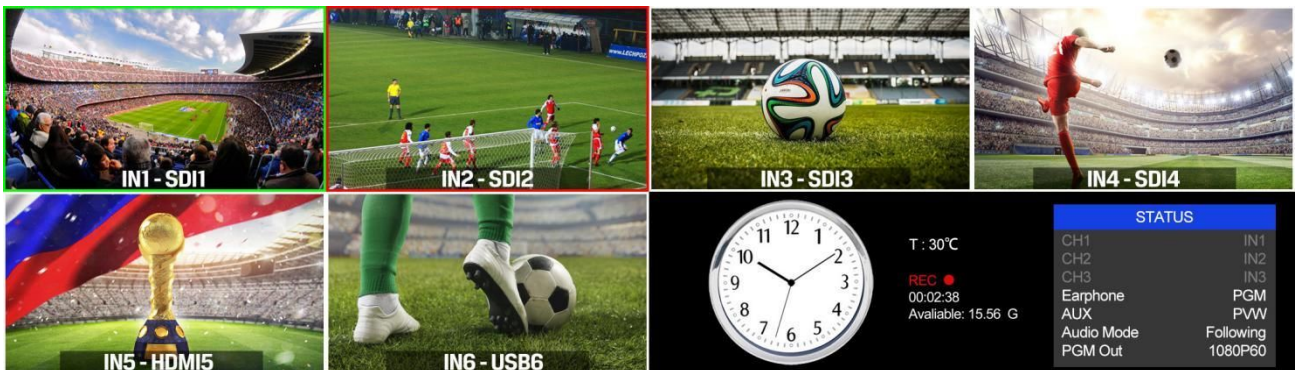 WWW.LECHPOZ
IN1 - SDI1
IN2 - SDI2
IN3 - SDI3
IN4 - SDI4
IN5 - HDMI5
IN6 - USB6
12
11 1
10 2
9 3
8 4
7 5
6
T : 30℃
REC
00:02:38
Avaliable: 15.56 G
STATUS
CH1 IN1
CH2 IN2
CH3 IN3
Earphone PGM
AUX PVW
Audio Mode Following
PGM Out 1080P60